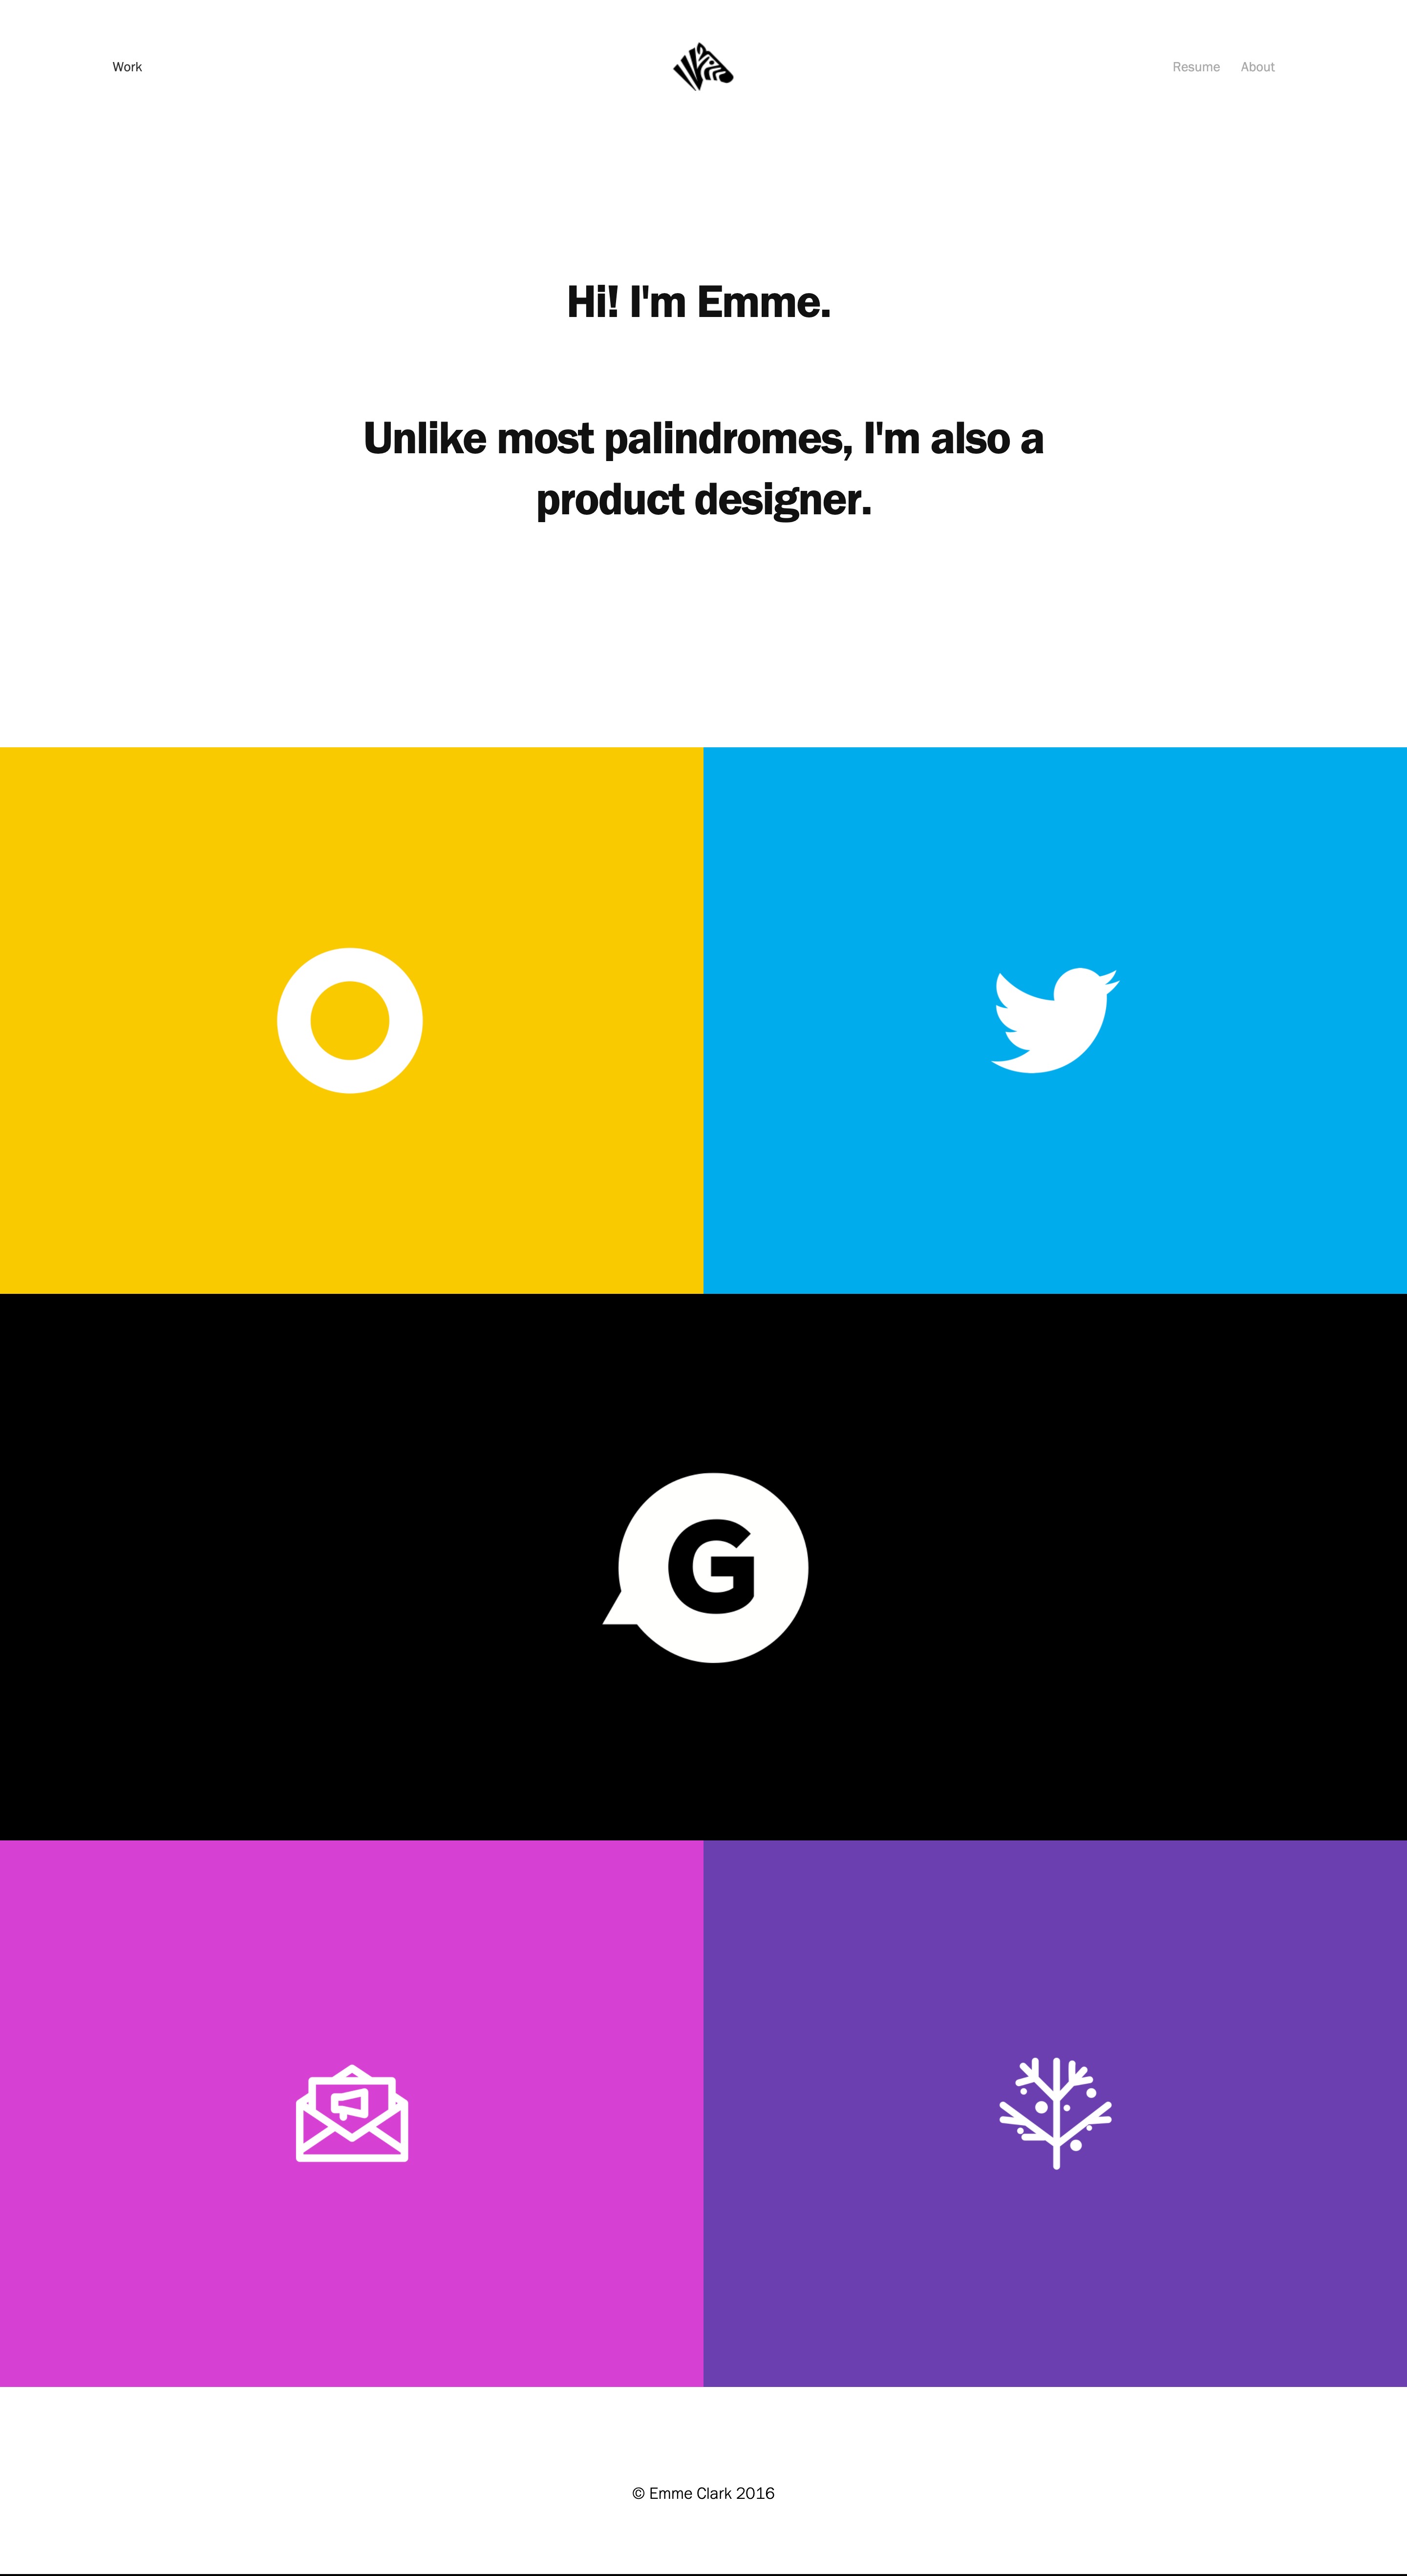 Work
Resume About
Hi! I'm Emme.
Unlike most palindromes, I'm also a
product designer.
G
© Emme Clark 2016